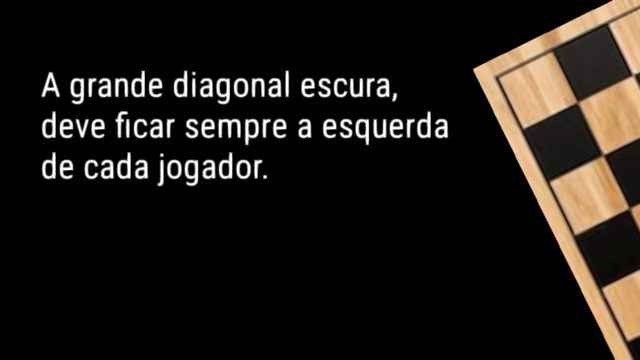 A grande diagonal escura,
deve ficar sempre a esquerda
de cada jogador.